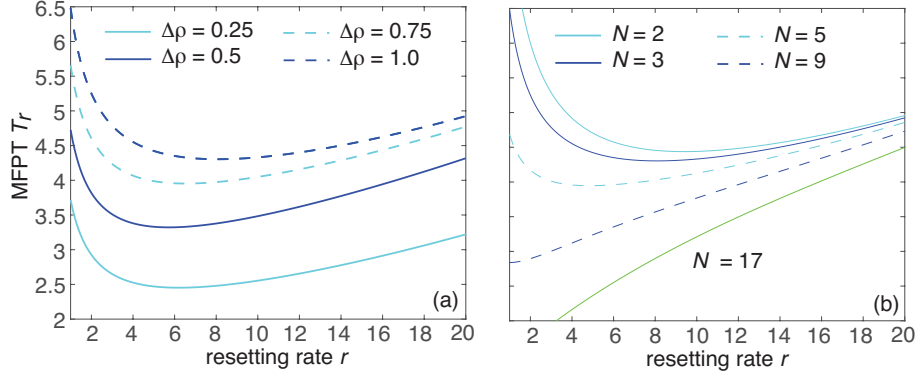 6.5
6
5.5
5
4.5
4
3.5
3
2.5
2
MFPT Tr
Δρ = 0.25
Δρ = 0.75
Δρ = 0.5
Δρ = 1.0
(a)
2 4 6 8 10 12 14 16 18 20
resetting rate r
N = 2
N = 5
N = 3
N = 9
N = 17
(b)
2 4 6 8 10 12 14 16 18 20
resetting rate r